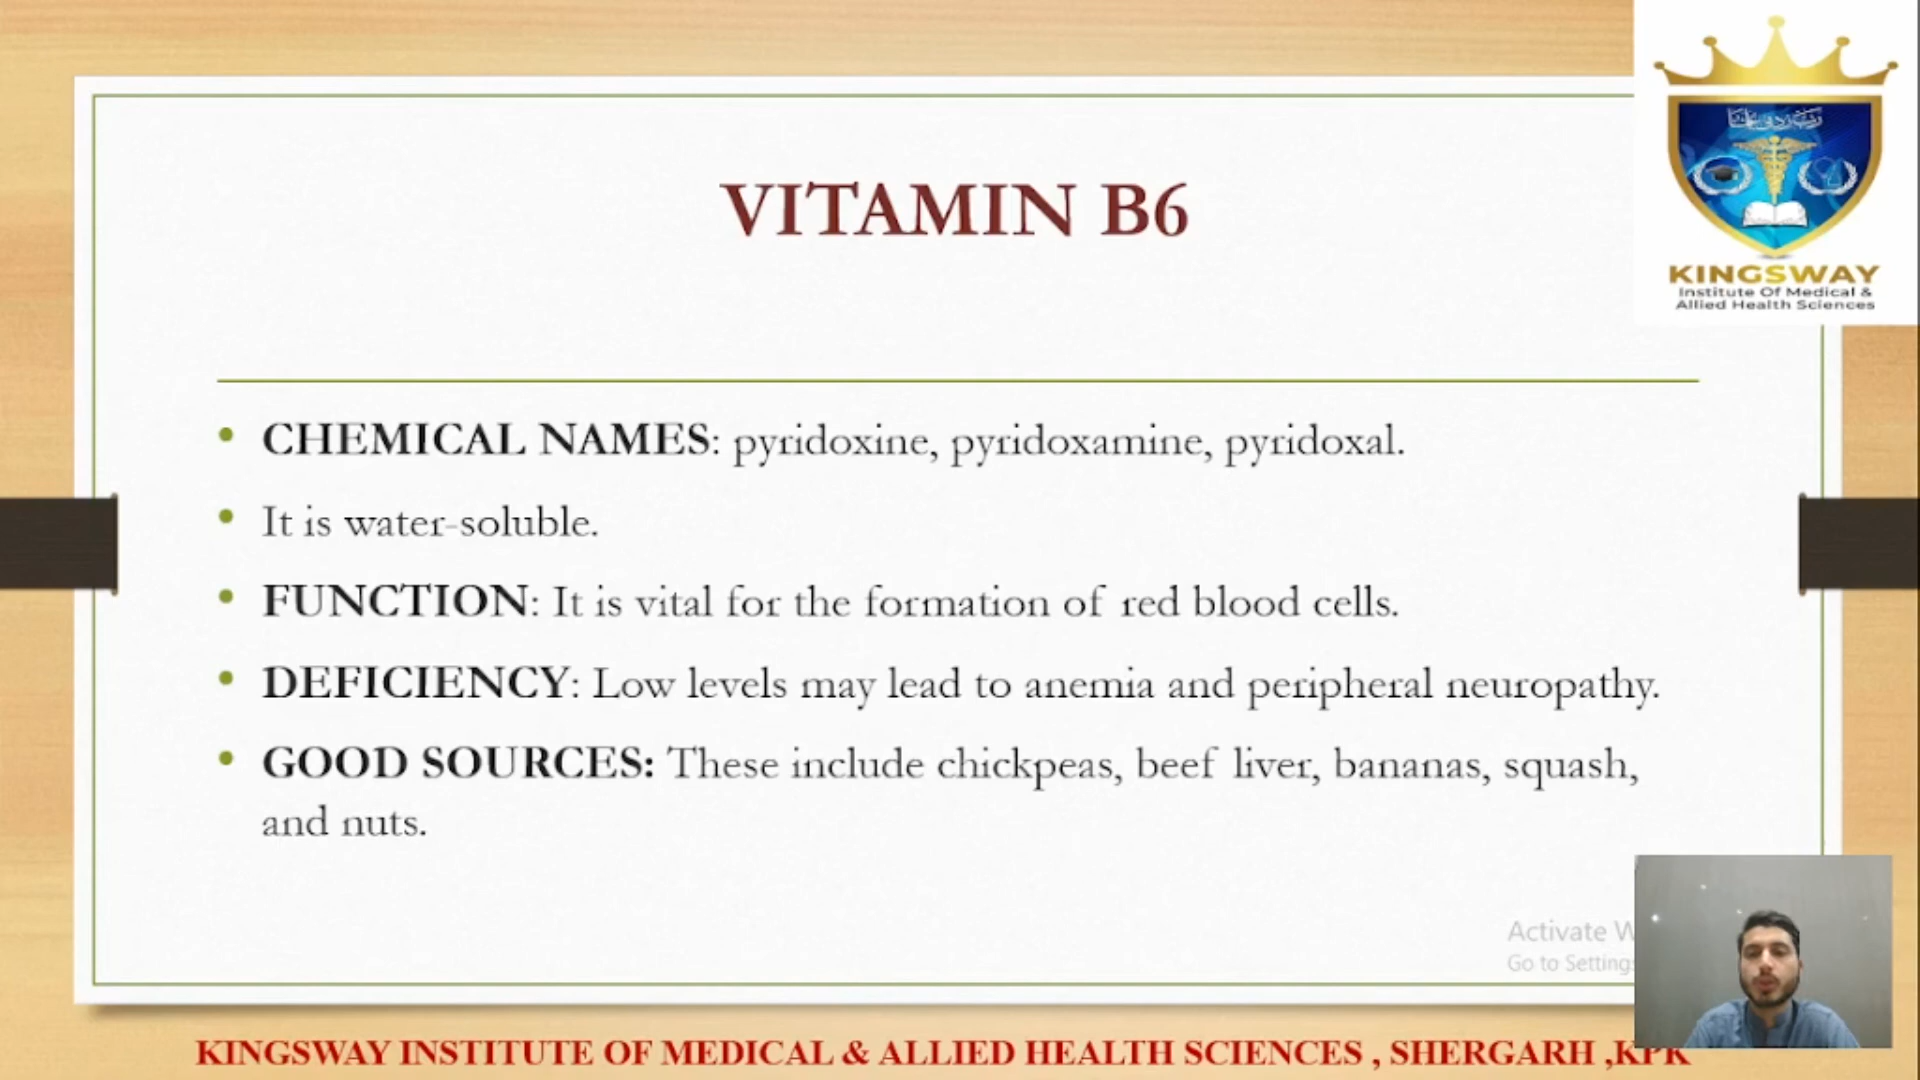 VITAMIN B6
KINGSWAY
Institute Of Medical &
Allied Health Sciences
• CHEMICAL NAMES: pyridoxine, pyridoxamine, pyridoxal.
• It is water-soluble.
• FUNCTION: It is vital for the formation of red blood cells.
• DEFICIENCY: Low levels may lead to anemia and peripheral neuropathy.
• GOOD SOURCES: These include chickpeas, beef liver, bananas, squash,
and nuts.
Activate
Go to Settings
KINGSWAY INSTITUTE OF MEDICAL & ALLIED HEALTH SCIENCES , SHERGARH ,KPK